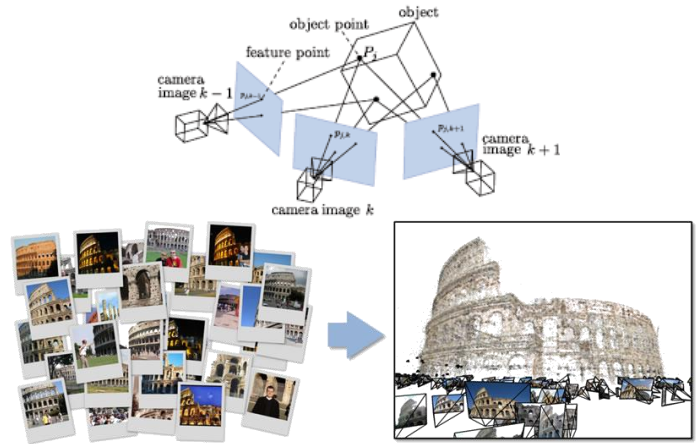 object
object point
P_j
feature point
camera
image k − 1
p_{j,k−1}
p_{j,k}
p_{j,k+1}
camera
image k + 1
camera image k